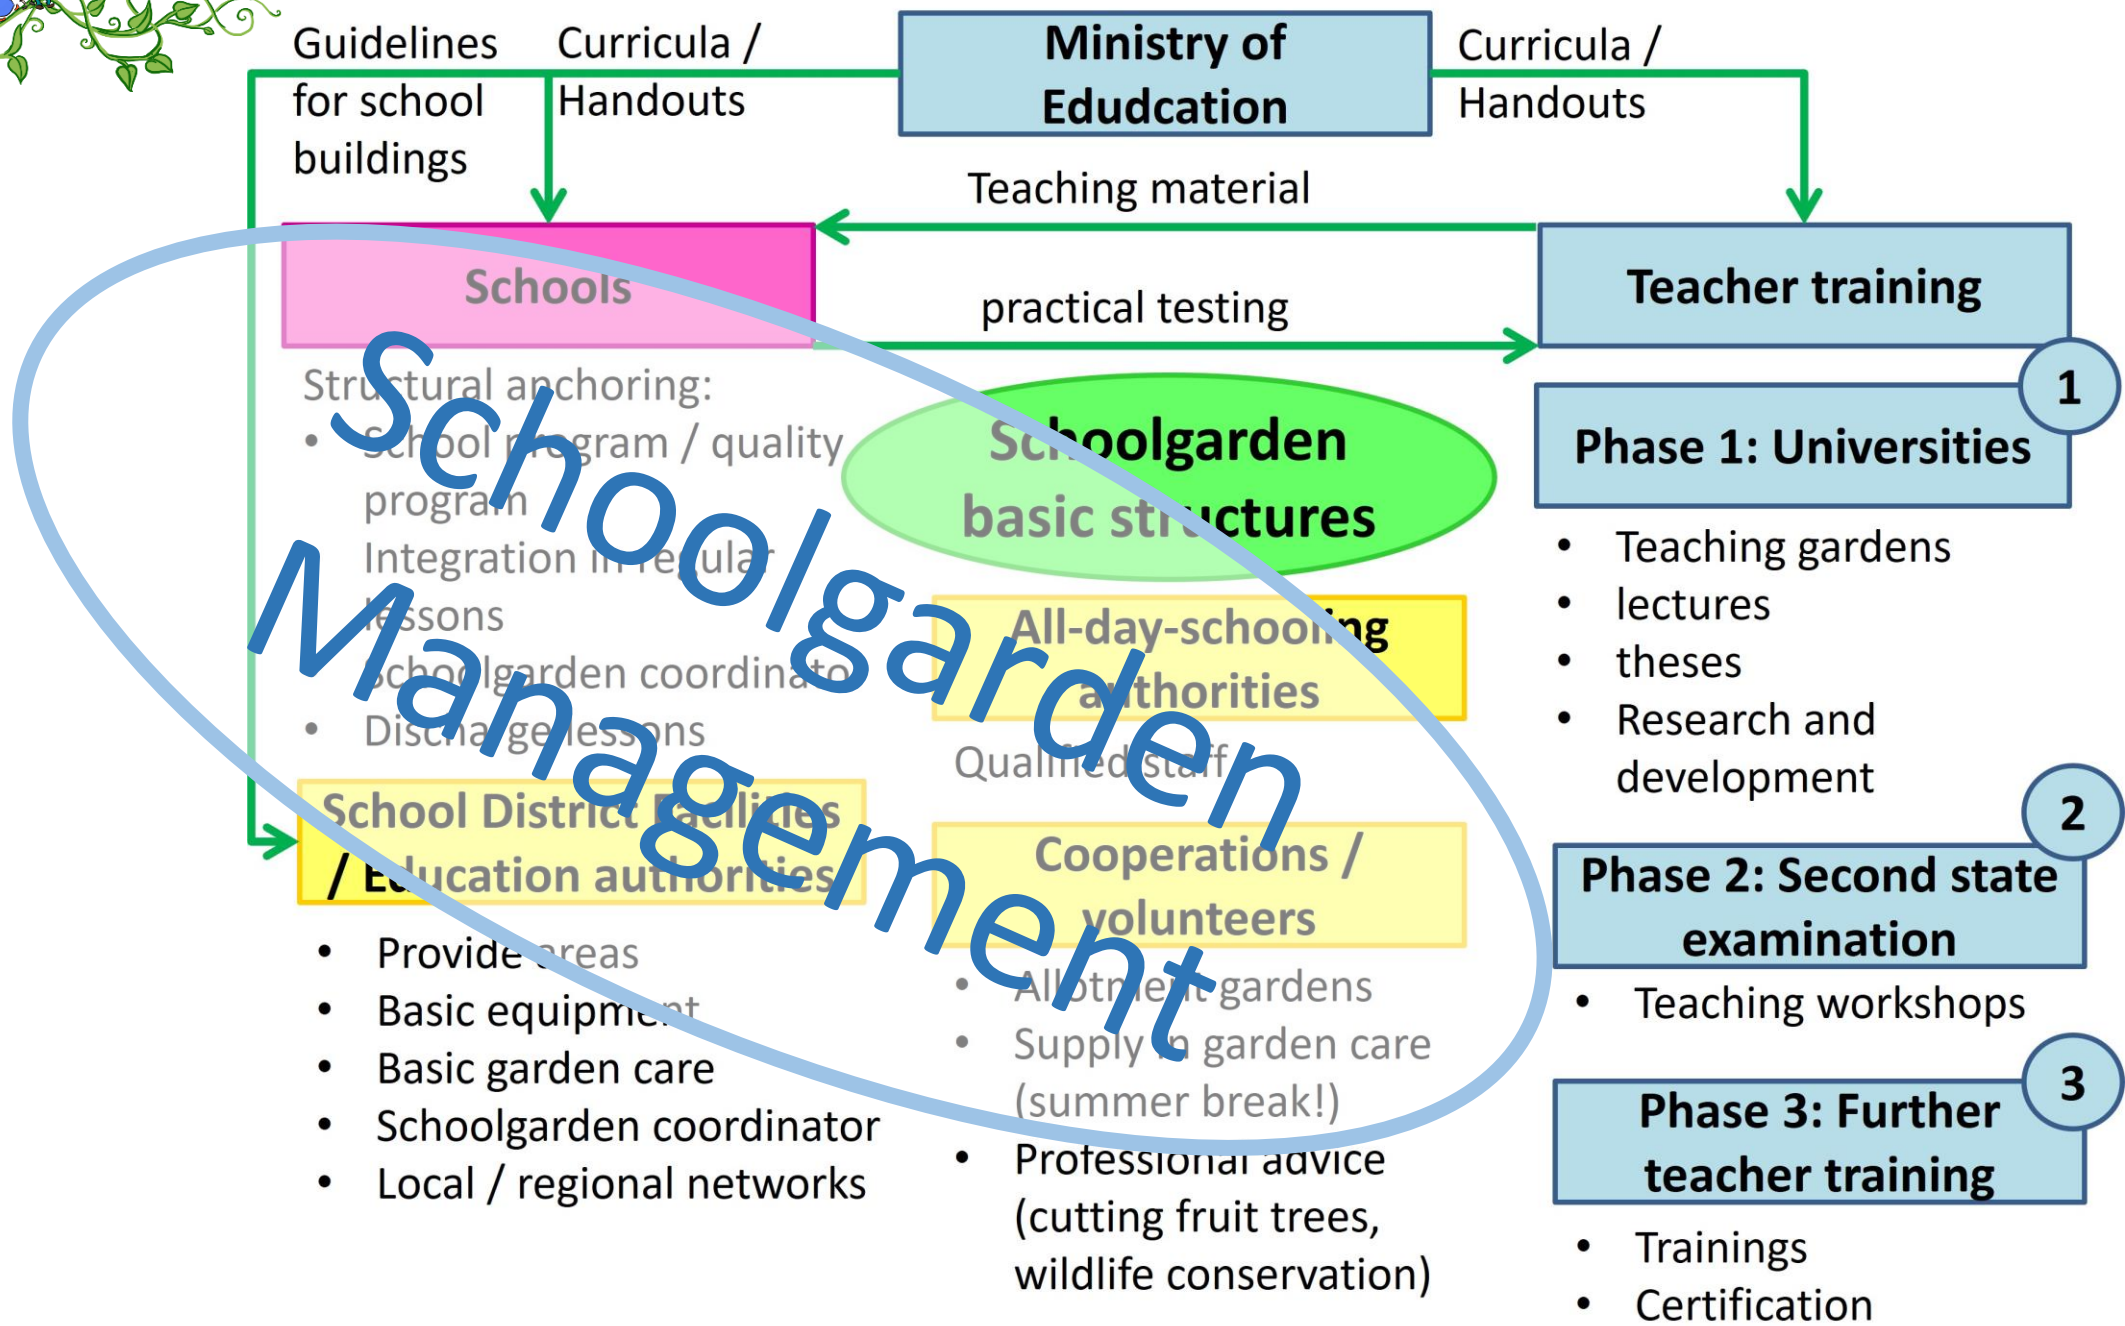 Guidelines
for school
buildings
Curricula /
Handouts
Ministry of
Edudcation
Curricula /
Handouts
Teaching material
practical testing
Schools
Teacher training
Structural anchoring:
• School program / quality
program
Integration in regular
lessons
Schoolgarden coordinator
• Discharge lessons
Schoolgarden
basic structures
All-day-schooling
authorities
Qualified staff
School District Facilities
/ Education authorities
• Provide areas
• Basic equipment
• Basic garden care
• Schoolgarden coordinator
• Local / regional networks
Cooperations /
volunteers
• Allotment gardens
• Supply in garden care
(summer break!)
• Professional advice
(cutting fruit trees,
wildlife conservation)
1
Phase 1: Universities
• Teaching gardens
• lectures
• theses
• Research and
development
2
Phase 2: Second state
examination
• Teaching workshops
3
Phase 3: Further
teacher training
• Trainings
• Certification
Schoolgarden
Management